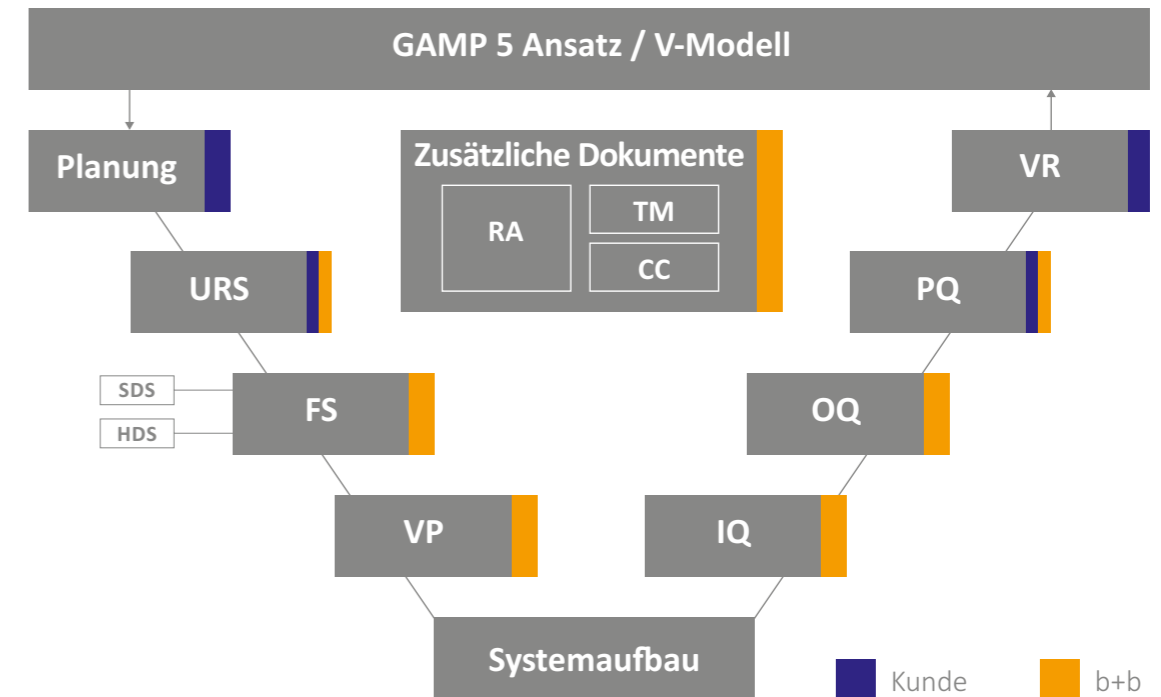 GAMP 5 Ansatz / V-Modell
Planung
Zusätzliche Dokumente
VR
RA
TM
CC
URS
PQ
SDS
HDS
FS
OQ
VP
IQ
Systemaufbau
Kunde
b+b